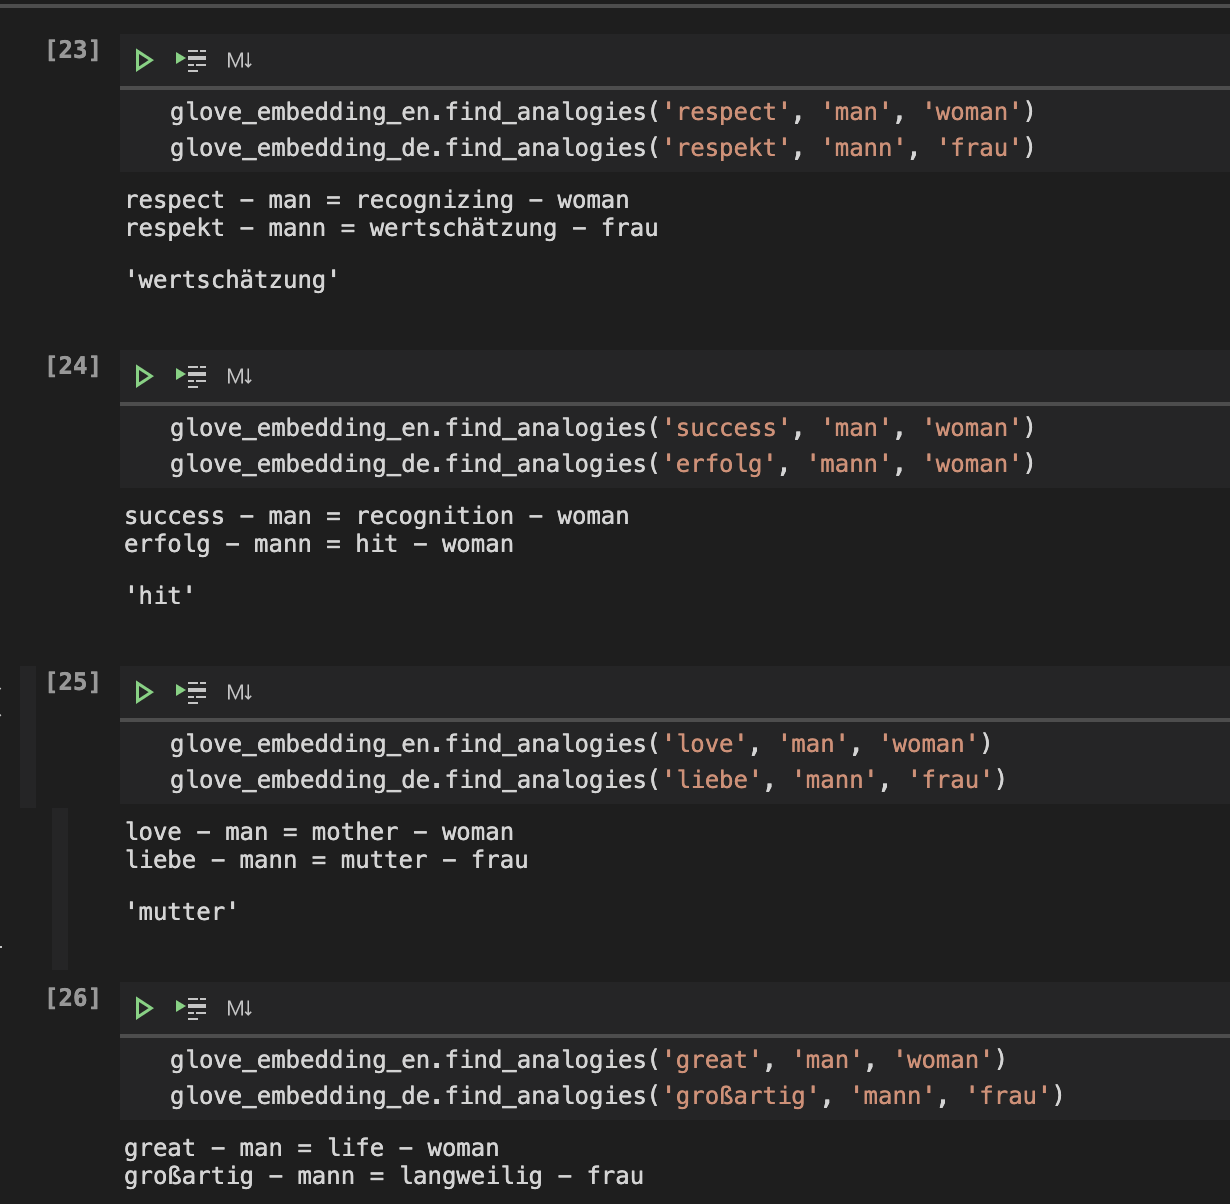 [23]
M↓
glove_embedding_en.find_analogies('respect', 'man', 'woman')
glove_embedding_de.find_analogies('respekt', 'mann', 'frau')
respect - man = recognizing - woman
respekt - mann = wertschätzung - frau
'wertschätzung'
[24]
M↓
glove_embedding_en.find_analogies('success', 'man', 'woman')
glove_embedding_de.find_analogies('erfolg', 'mann', 'woman')
success - man = recognition - woman
erfolg - mann = hit - woman
'hit'
[25]
M↓
glove_embedding_en.find_analogies('love', 'man', 'woman')
glove_embedding_de.find_analogies('liebe', 'mann', 'frau')
love - man = mother - woman
liebe - mann = mutter - frau
'mutter'
[26]
M↓
glove_embedding_en.find_analogies('great', 'man', 'woman')
glove_embedding_de.find_analogies('großartig', 'mann', 'frau')
great - man = life - woman
großartig - mann = langweilig - frau